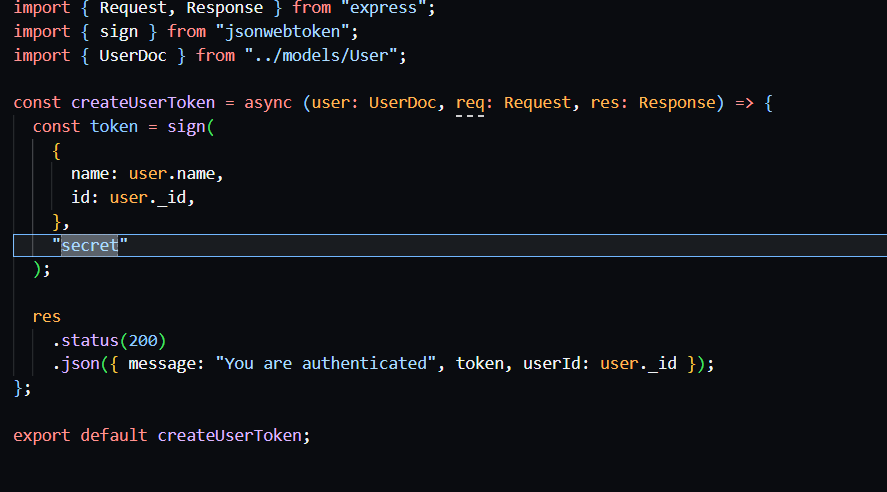 import { Request, Response } from "express";
import { sign } from "jsonwebtoken";
import { UserDoc } from "../models/User";
const createUserToken = async (user: UserDoc, req: Request, res: Response) => {
const token = sign(
{
name: user.name,
id: user._id,
},
"secret"
);
res
.status(200)
.json({ message: "You are authenticated", token, userId: user._id });
};
export default createUserToken;